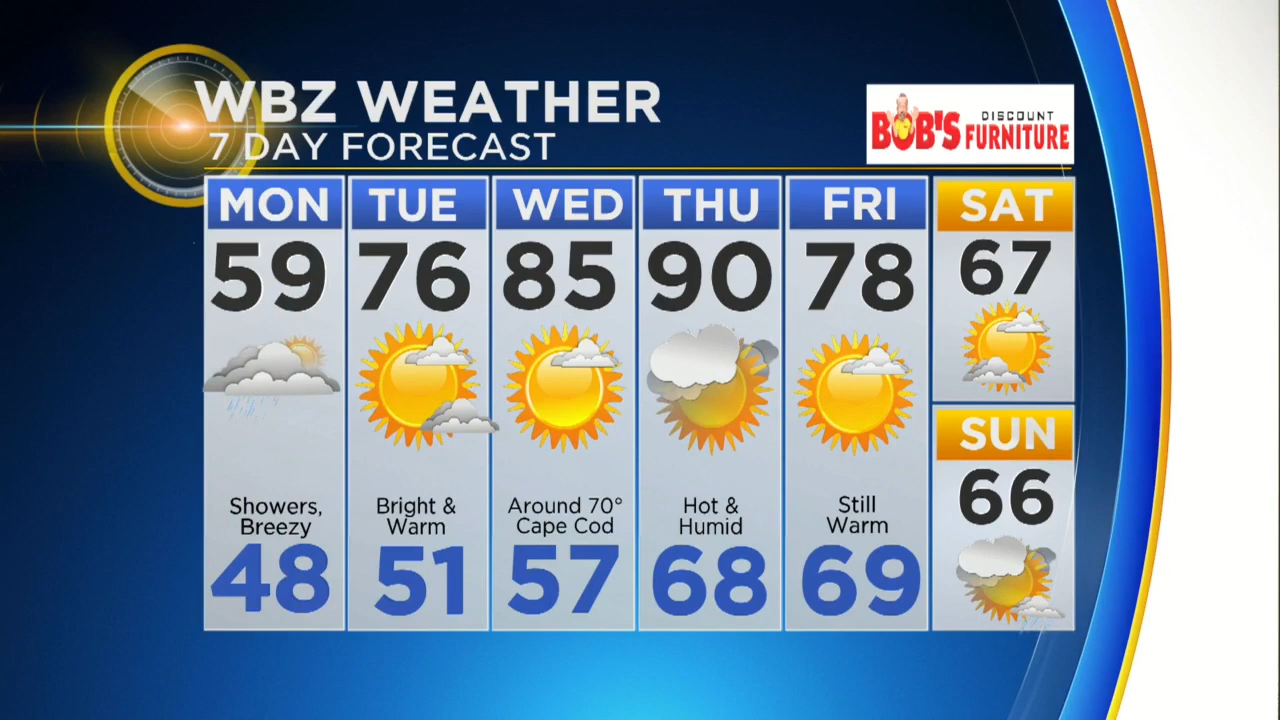 WBZ WEATHER
7 DAY FORECAST
BOB'S DISCOUNT FURNITURE
MON
59
Showers,
Breezy
48
TUE
76
Bright &
Warm
51
WED
85
Around 70°
Cape Cod
57
THU
90
Hot &
Humid
68
FRI
78
Still
Warm
69
SAT
67
SUN
66